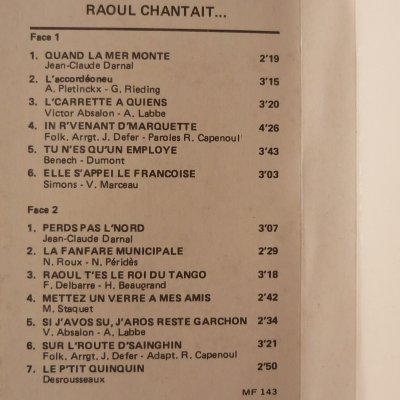 RAOUL CHANTAIT...
Face 1
1. QUAND LA MER MONTE 2'19
Jean-Claude Darnal
2. L'accordéoneu 3'15
A. Pletinckx - G. Rieding
3. L'CARRETTE A QUIENS 3'20
Victor Absalon - A. Labbe
4. IN R'VENANT D'MARQUETTE 4'26
Folk. Arrgt. J. Defer - Paroles R. Capenoul
5. TU N'ES QU'UN EMPLOYE 3'43
Benech - Dumont
6. ELLE S'APPEL LE FRANCOISE 3'03
Simons - V. Marceau
Face 2
1. PERDS PAS L'NORD 3'07
Jean-Claude Darnal
2. LA FANFARE MUNICIPALE 2'29
N. Roux - N. Péridès
3. RAOUL T'ES LE ROI DU TANGO 3'18
F. Delbarre - H. Beaugrand
4. METTEZ UN VERRE A MES AMIS 2'42
M. Staquet
5. SI J'AVOS SU, J'AROS RESTE GARCHON 2'34
V. Absalon - A. Labbe
6. SUR L'ROUTE D'SAINGHIN 3'21
Folk. Arrgt. J. Defer - Adapt. R. Capenoul
7. LE P'TIT QUINQUIN 2'50
Desrousseaux
MF 143